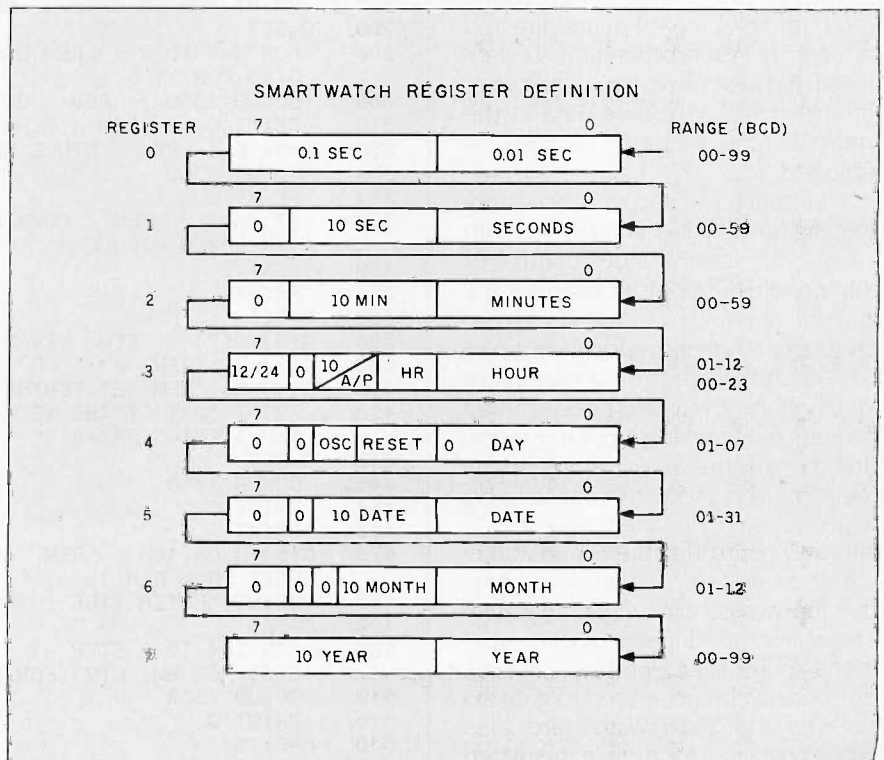 SMARTWATCH REGISTER DEFINITION
REGISTER 7 0 RANGE (BCD)
0 0.1 SEC 0.01 SEC 00-99
7 0
1 0 10 SEC SECONDS 00-59
7 0
2 0 10 MIN MINUTES 00-59
7 0
3 12/24 0 10 A/P HR HOUR 01-12
00-23
7 0
4 0 0 OSC RESET 0 DAY 01-07
7 0
5 0 0 10 DATE DATE 01-31
7 0
6 0 0 0 10 MONTH MONTH 01-12
7 0
7 10 YEAR YEAR 00-99